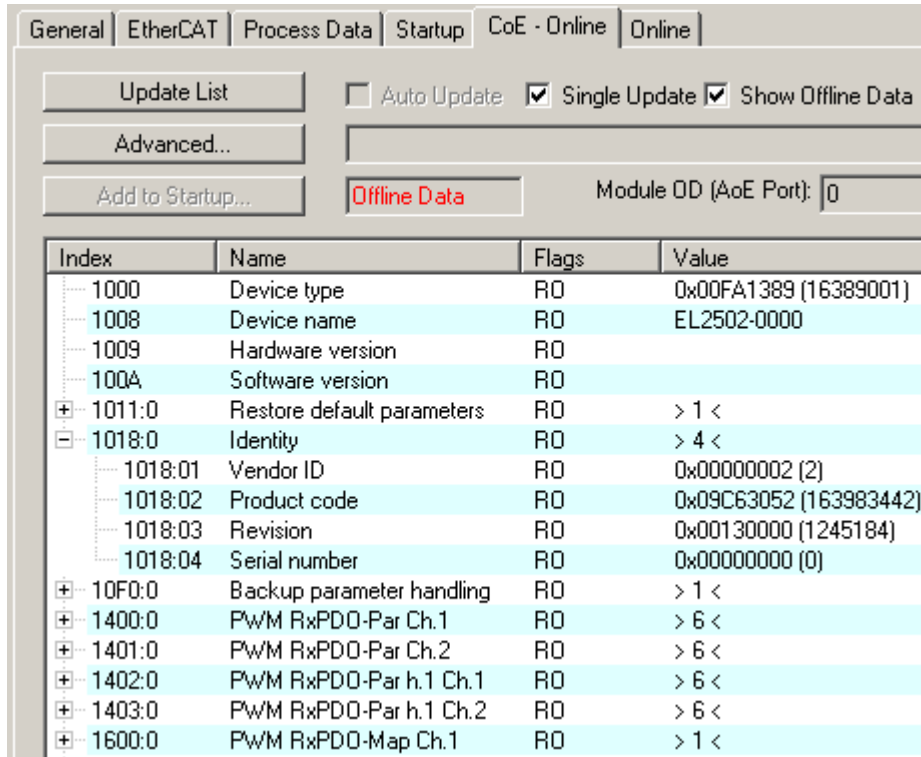 General EtherCAT Process Data Startup CoE - Online Online
Update List Auto Update Single Update Show Offline Data
Advanced...
Add to Startup... Offline Data Module OD (AoE Port): 0
Index Name Flags Value
1000 Device type RO 0x00FA1389 (16389001)
1008 Device name RO EL2502-0000
1009 Hardware version RO
100A Software version RO
1011:0 Restore default parameters RO > 1 <
1018:0 Identity RO > 4 <
1018:01 Vendor ID RO 0x00000002 (2)
1018:02 Product code RO 0x09C63052 (163983442)
1018:03 Revision RO 0x00130000 (1245184)
1018:04 Serial number RO 0x00000000 (0)
10F0:0 Backup parameter handling RO > 1 <
1400:0 PWM RxPDO-Par Ch.1 RO > 6 <
1401:0 PWM RxPDO-Par Ch.2 RO > 6 <
1402:0 PWM RxPDO-Par h.1 Ch.1 RO > 6 <
1403:0 PWM RxPDO-Par h.1 Ch.2 RO > 6 <
1600:0 PWM RxPDO-Map Ch.1 RO > 1 <